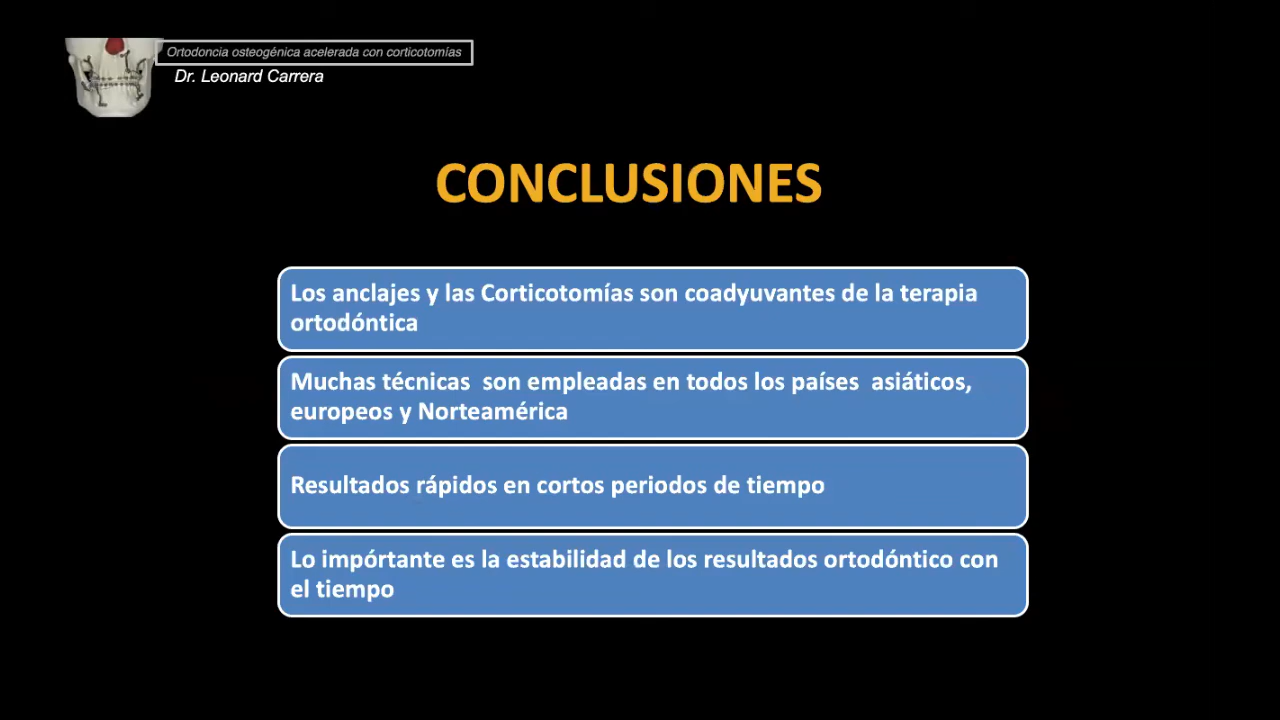 Ortodoncia osteogénica acelerada con corticotomías
Dr. Leonard Carrera
CONCLUSIONES
Los anclajes y las Corticotomías son coadyuvantes de la terapia
ortodóntica
Muchas técnicas son empleadas en todos los países asiáticos,
europeos y Norteamérica
Resultados rápidos en cortos periodos de tiempo
Lo impórtante es la estabilidad de los resultados ortodóntico con
el tiempo